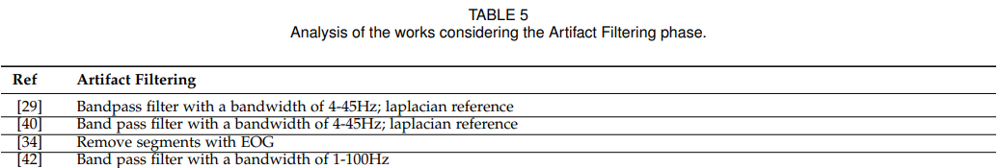 TABLE 5
Analysis of the works considering the Artifact Filtering phase.
Ref Artifact Filtering
[29] Bandpass filter with a bandwidth of 4-45Hz; laplacian reference
[40] Band pass filter with a bandwidth of 4-45Hz; laplacian reference
[34] Remove segments with EOG
[42] Band pass filter with a bandwidth of 1-100Hz